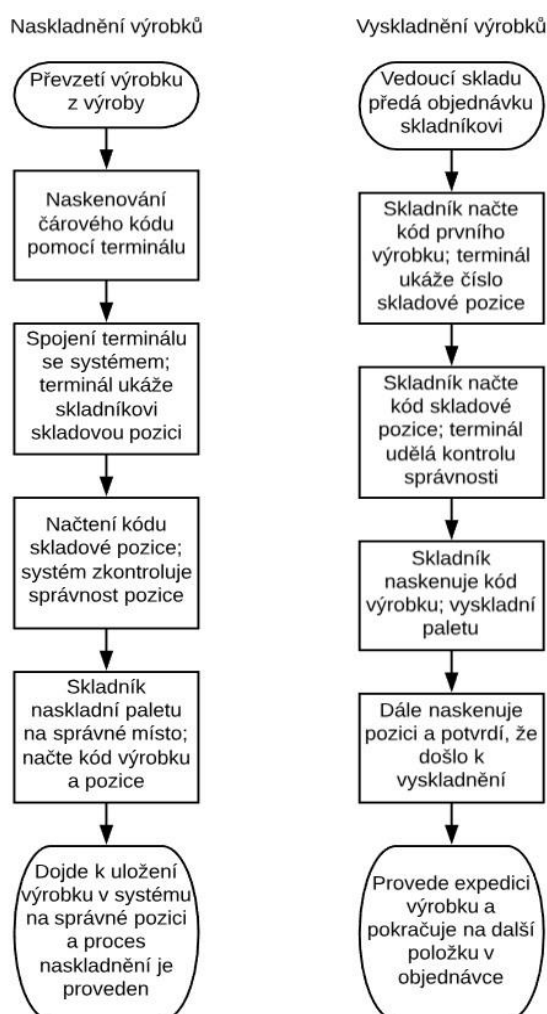 Naskladnění výrobků
Převzetí výrobku
z výroby
Naskenování
čárového kódu
pomocí terminálu
Spojení terminálu
se systémem;
terminál ukáže
skladníkovi
skladovou pozici
Načtení kódu
skladové pozice;
systém zkontroluje
správnost pozice
Skladník
naskladní paletu
na správné místo;
načte kód výrobku
a pozice
Dojde k uložení
výrobku v systému
na správné pozici
a proces
naskladnění je
proveden
Vyskladnění výrobků
Vedoucí skladu
předá objednávku
skladníkovi
Skladník načte
kód prvního
výrobku; terminál
ukáže číslo
skladové pozice
Skladník načte
kód skladové
pozice; terminál
udělá kontrolu
správnosti
Skladník
naskenuje kód
výrobku; vyskladní
paletu
Dále naskenuje
pozici a potvrdí, že
došlo k
vyskladnění
Provede expedici
výrobku a
pokračuje na další
položku v
objednávce